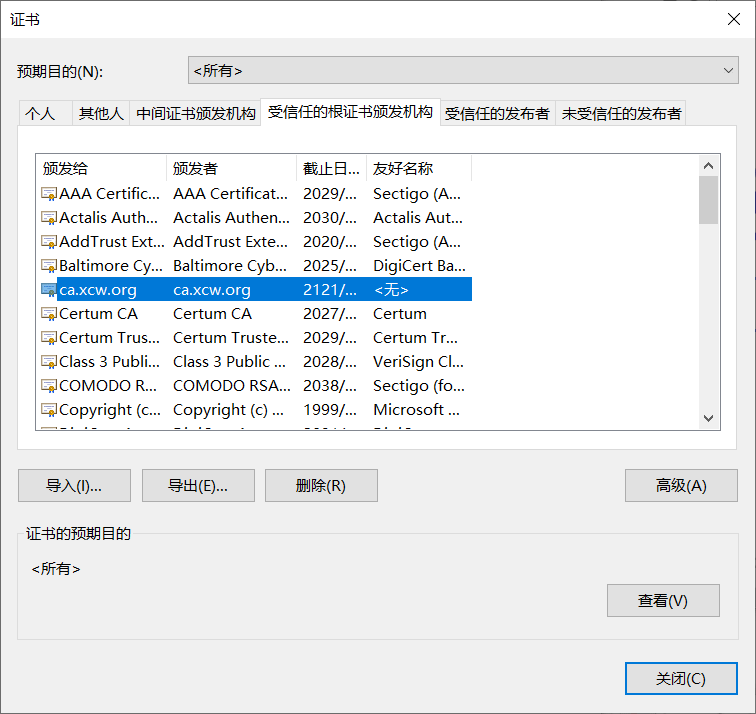 证书
预期目的(N): <所有>
个人 其他人 中间证书颁发机构 受信任的根证书颁发机构 受信任的发布者 未受信任的发布者
颁发给 颁发者 截止日... 友好名称
AAA Certific... AAA Certificat... 2029/... Sectigo (A...
Actalis Auth... Actalis Authen... 2030/... Actalis Aut...
AddTrust Ext... AddTrust Exte... 2020/... Sectigo (A...
Baltimore Cy... Baltimore Cyb... 2025/... DigiCert Ba...
ca.xcw.org ca.xcw.org 2121/... <无>
Certum CA Certum CA 2027/... Certum
Certum Trus... Certum Truste... 2029/... Certum Tr...
Class 3 Publi... Class 3 Public ... 2028/... VeriSign Cl...
COMODO R... COMODO RSA... 2038/... Sectigo (fo...
Copyright (c... Copyright (c) ... 1999/... Microsoft ...
导入(I)... 导出(E)... 删除(R) 高级(A)
证书的预期目的
<所有>
查看(V)
关闭(C)